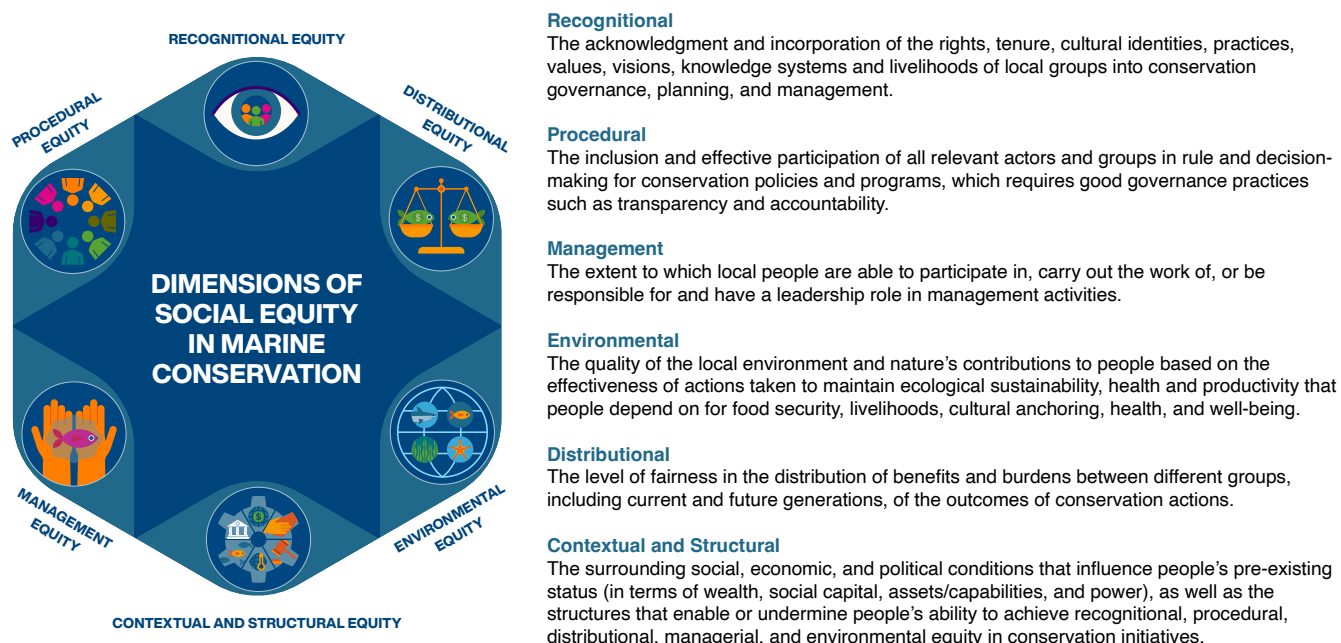 RECOGNITIONAL EQUITY
PROCEDURAL
EQUITY
DISTRIBUTIONAL
EQUITY
$ $
DIMENSIONS OF
SOCIAL EQUITY
IN MARINE
CONSERVATION
MANAGEMENT
EQUITY
$
ENVIRONMENTAL
EQUITY
CONTEXTUAL AND STRUCTURAL EQUITY
Recognitional
The acknowledgment and incorporation of the rights, tenure, cultural identities, practices,
values, visions, knowledge systems and livelihoods of local groups into conservation
governance, planning, and management.
Procedural
The inclusion and effective participation of all relevant actors and groups in rule and decision-
making for conservation policies and programs, which requires good governance practices
such as transparency and accountability.
Management
The extent to which local people are able to participate in, carry out the work of, or be
responsible for and have a leadership role in management activities.
Environmental
The quality of the local environment and nature’s contributions to people based on the
effectiveness of actions taken to maintain ecological sustainability, health and productivity that
people depend on for food security, livelihoods, cultural anchoring, health, and well-being.
Distributional
The level of fairness in the distribution of benefits and burdens between different groups,
including current and future generations, of the outcomes of conservation actions.
Contextual and Structural
The surrounding social, economic, and political conditions that influence people’s pre-existing
status (in terms of wealth, social capital, assets/capabilities, and power), as well as the
structures that enable or undermine people’s ability to achieve recognitional, procedural,
distributional, managerial, and environmental equity in conservation initiatives.